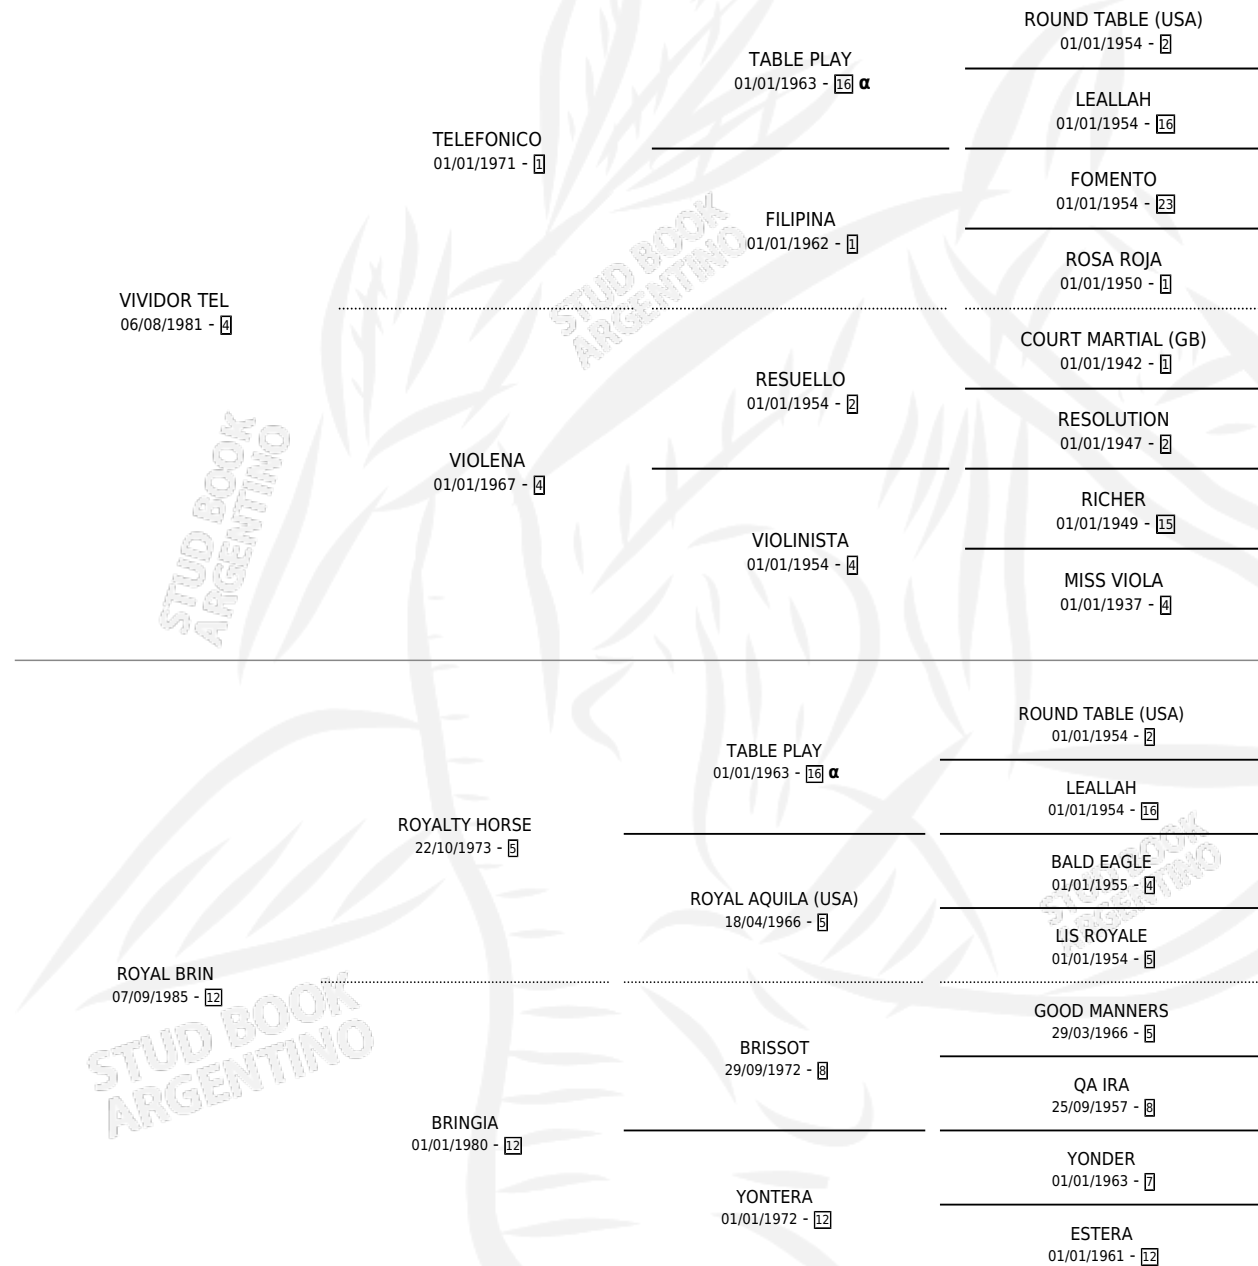 ROUND TABLE (USA)
01/01/1954 - 2
TABLE PLAY
01/01/1963 - 16 α
LEALLAH
01/01/1954 - 16
TELEFONICO
01/01/1971 - 1
FOMENTO
01/01/1954 - 23
FILIPINA
01/01/1962 - 1
ROSA ROJA
01/01/1950 - 1
VIVIDOR TEL
06/08/1981 - 4
COURT MARTIAL (GB)
01/01/1942 - 1
RESUELLO
01/01/1954 - 2
RESOLUTION
01/01/1947 - 2
VIOLENA
01/01/1967 - 4
RICHER
01/01/1949 - 15
VIOLINISTA
01/01/1954 - 4
MISS VIOLA
01/01/1937 - 4
STUD BOOK
ARGENTINO
STUD BOOK
ARGENTINO
ROUND TABLE (USA)
01/01/1954 - 2
TABLE PLAY
01/01/1963 - 16 α
LEALLAH
01/01/1954 - 16
ROYALTY HORSE
22/10/1973 - 5
BALD EAGLE
01/01/1955 - 4
ROYAL AQUILA (USA)
18/04/1966 - 5
LIS ROYALE
01/01/1954 - 5
ROYAL BRIN
07/09/1985 - 12
GOOD MANNERS
29/03/1966 - 5
BRISSOT
29/09/1972 - 8
QA IRA
25/09/1957 - 8
BRINGIA
01/01/1980 - 12
YONDER
01/01/1963 - 7
YONTERA
01/01/1972 - 12
ESTERA
01/01/1961 - 12
STUD BOOK
ARGENTINO
STUD BOOK
ARGENTINO